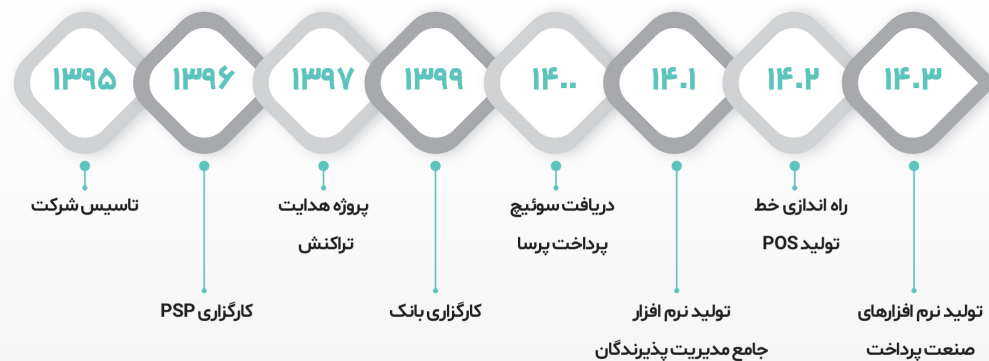 ۱۳۹۵
۱۳۹۶
۱۳۹۷
۱۳۹۹
۱۴۰۰
۱۴۰۱
۱۴۰۲
۱۴۰۳
تاسیس شرکت
کارگزاری PSP
پروژه هدایت
تراکنش
کارگزاری بانک
دریافت سوئیچ
پرداخت پرسا
تولید نرم افزار
جامع مدیریت پذیرندگان
راه اندازی خط
تولید POS
تولید نرم افزارهای
صنعت پرداخت